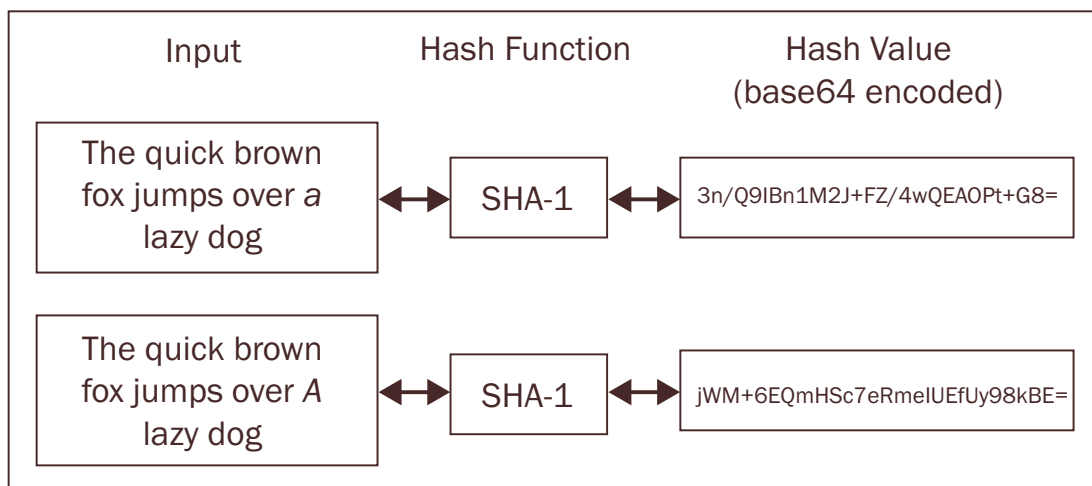 Input
Hash Function
Hash Value
(base64 encoded)
The quick brown
fox jumps over a
lazy dog
SHA-1
3n/Q9IBn1M2J+FZ/4wQEAOPt+G8=
The quick brown
fox jumps over A
lazy dog
SHA-1
jWM+6EQmHSc7eRmeIUEfUy98kBE=